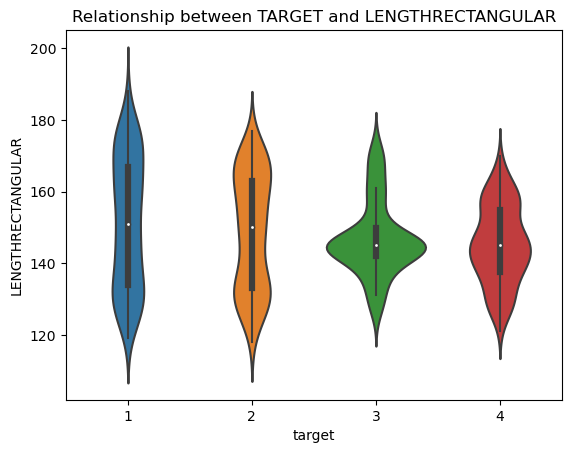 Relationship between TARGET and LENGTHRECTANGULAR
200
180
160
140
120
LENGTHRECTANGULAR
1 2 3 4
target